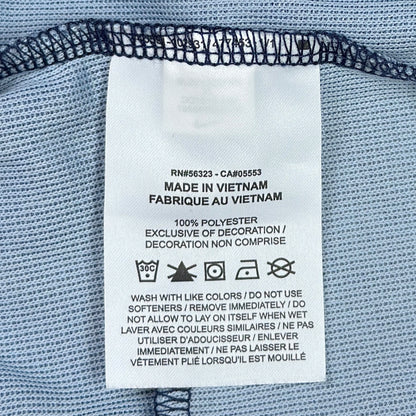 RN#56323 - CA#05553
MADE IN VIETNAM
FABRIQUE AU VIETNAM
100% POLYESTER
EXCLUSIVE OF DECORATION /
DECORATION NON COMPRISE
30C
WASH WITH LIKE COLORS / DO NOT USE
SOFTENERS / REMOVE IMMEDIATELY / DO
NOT ALLOW TO LAY ON ITSELF WHEN WET
LAVER AVEC COULEURS SIMILAIRES / NE PAS
UTILISER D'ADOUCISSEUR / ENLEVER
IMMEDIATEMENT / NE PAS LAISSER LE
VÊTEMENT PLIÉ LORSQU'IL EST MOUILLÉ